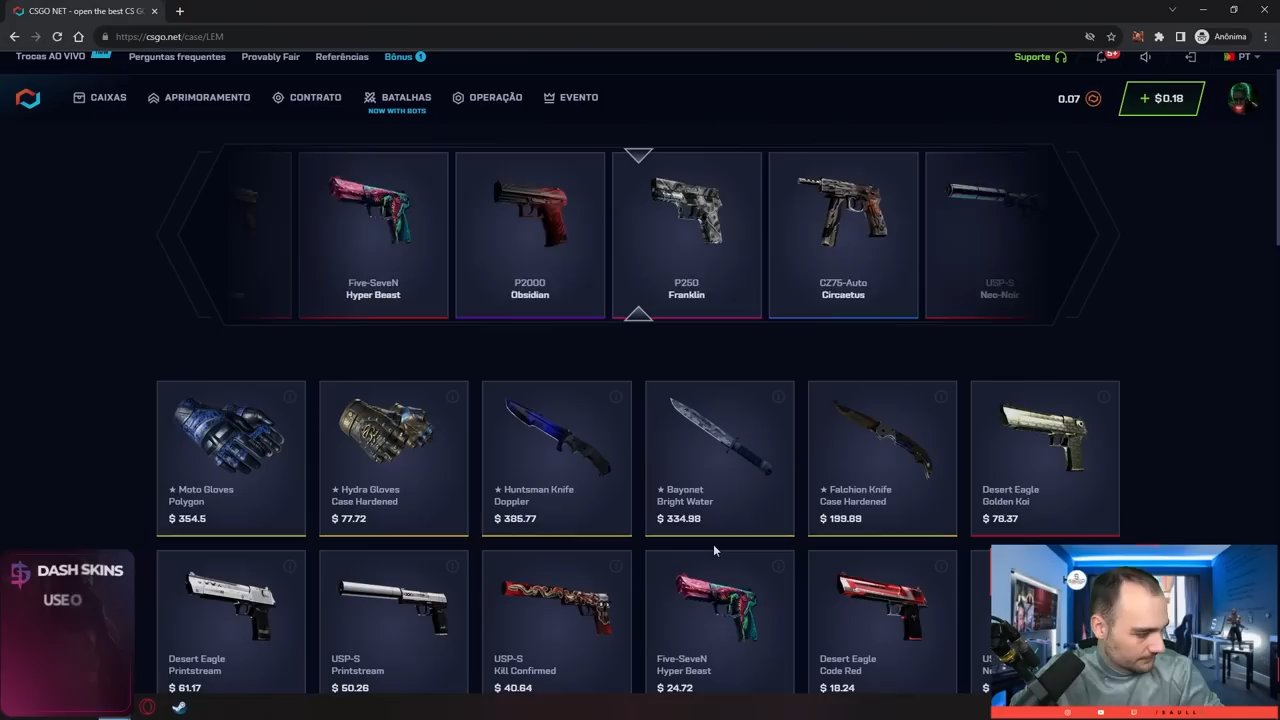 CSGO NET - open the best CS G
https://csgo.net/case/LEM
Anônima
Trocas AO VIVO
Perguntas frequentes
Provably Fair
Referências
Bônus 1
Suporte
5+
PT
CAIXAS
APRIMORAMENTO
CONTRATO
BATALHAS
NOW WITH BOTS
OPERAÇÃO
EVENTO
0.07
+ $0.18
Five-SeveN
Hyper Beast
P2000
Obsidian
P250
Franklin
CZ75-Auto
Circaetus
USP-S
Neo-Noir
★ Moto Gloves
Polygon
$ 354.5
★ Hydra Gloves
Case Hardened
$ 77.72
★ Huntsman Knife
Doppler
$ 385.77
★ Bayonet
Bright Water
$ 334.98
★ Falchion Knife
Case Hardened
$ 199.89
Desert Eagle
Golden Koi
$ 78.37
DASH SKINS
USE O
Desert Eagle
Printstream
$ 61.17
USP-S
Printstream
$ 50.26
USP-S
Kill Confirmed
$ 40.64
Five-SeveN
Hyper Beast
$ 24.72
Desert Eagle
Code Red
$ 18.24
/SAULL